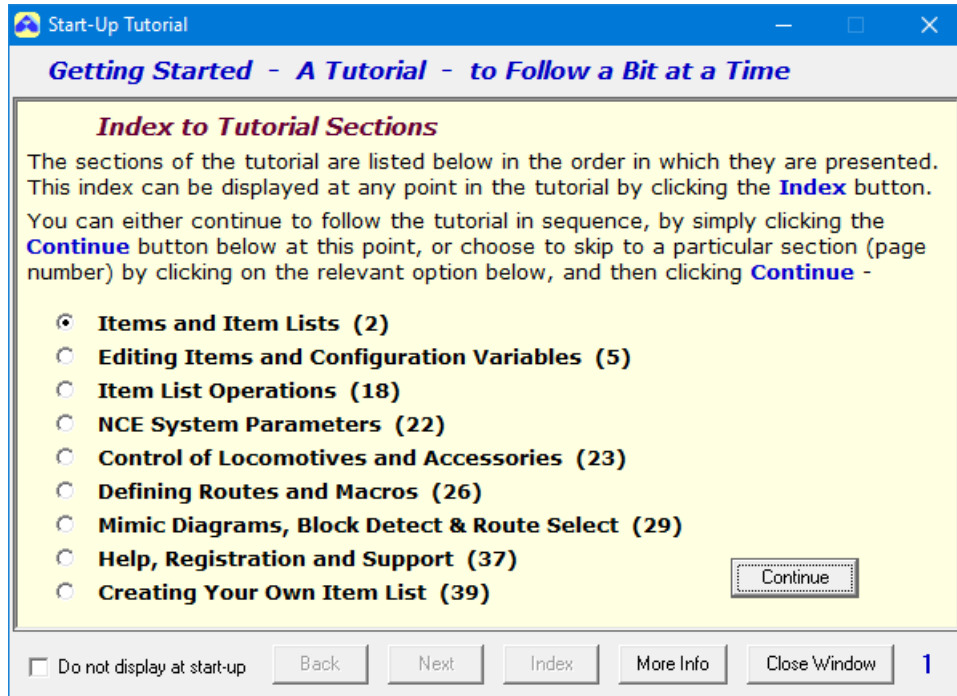 Start-Up Tutorial
Getting Started - A Tutorial - to Follow a Bit at a Time
Index to Tutorial Sections
The sections of the tutorial are listed below in the order in which they are presented.
This index can be displayed at any point in the tutorial by clicking the Index button.
You can either continue to follow the tutorial in sequence, by simply clicking the
Continue button below at this point, or choose to skip to a particular section (page
number) by clicking on the relevant option below, and then clicking Continue -
Items and Item Lists (2)
Editing Items and Configuration Variables (5)
Item List Operations (18)
NCE System Parameters (22)
Control of Locomotives and Accessories (23)
Defining Routes and Macros (26)
Mimic Diagrams, Block Detect & Route Select (29)
Help, Registration and Support (37)
Creating Your Own Item List (39)
Continue
Do not display at start-up Back Next Index More Info Close Window 1